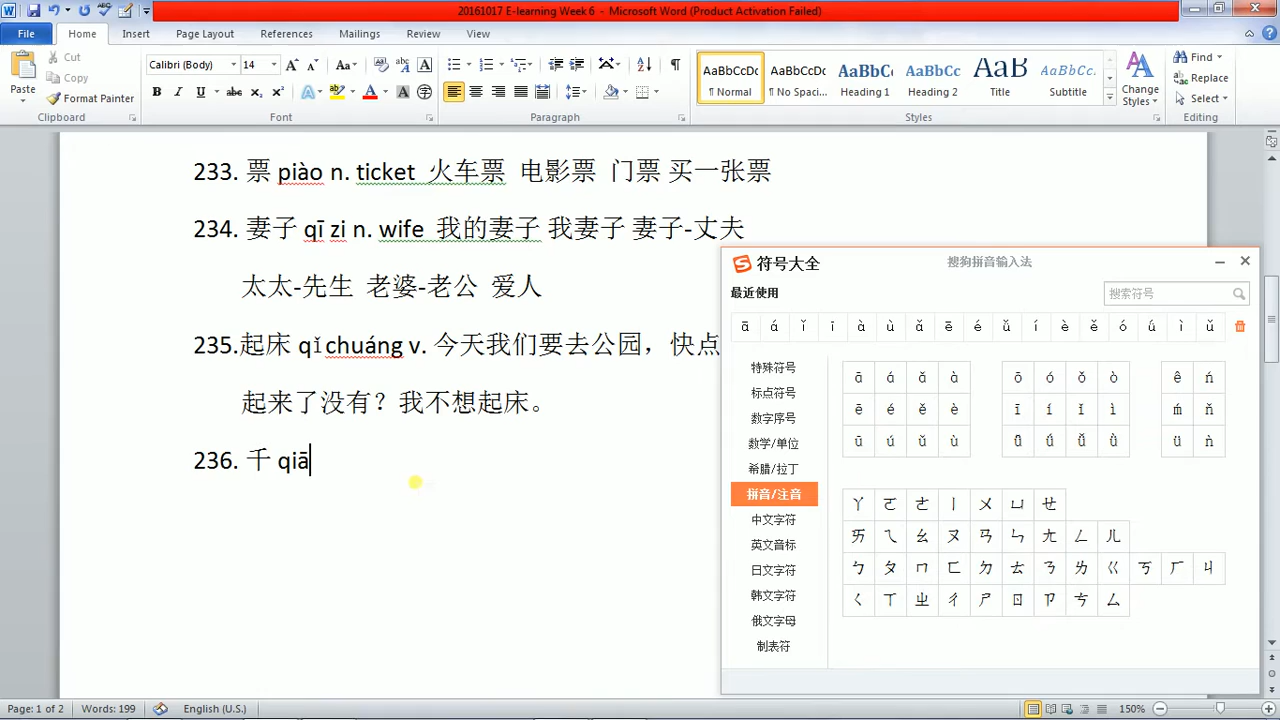 20161017 E-learning Week 6 - Microsoft Word (Product Activation Failed)
File Home Insert Page Layout References Mailings Review View
Paste Cut Copy Format Painter
Calibri (Body) 14
AaBbCcDc ¶ Normal AaBbCcDc ¶ No Spaci... AaBbCc Heading 1 AaBbCc Heading 2 AaB Title AaBbCc. Subtitle
Change Styles
Find Replace Select
Clipboard Font Paragraph Styles Editing
233. 票 piào n. ticket 火车票 电影票 门票 买一张票
234. 妻子 qī zi n. wife 我的妻子 我妻子 妻子-丈夫
太太-先生 老婆-老公 爱人
235.起床 qǐchuáng v. 今天我们要去公园，快点
起来了没有？我不想起床。
236. 千 qiā
符号大全 搜狗拼音输入法
最近使用 搜索符号
ā á ǐ ī à ù ǎ ē é ǔ í è ě ó ú ì ǔ
特殊符号
标点符号
数字序号
数学/单位
希腊/拉丁
拼音/注音
中文字符
英文音标
日文字符
韩文字符
俄文字母
制表符
ā á ǎ à ō ó ǒ ò ê ń
ē é ě è ī í ǐ ì ḿ ň
ū ú ǔ ù ǖ ǘ ǚ ǜ ü ǹ
ㄚ ㄛ ㄜ ㄧ ㄨ ㄩ ㄝ
ㄞ ㄟ ㄠ ㄡ ㄢ ㄣ ㄤ ㄥ ㄦ
ㄅ ㄆ ㄇ ㄈ ㄉ ㄊ ㄋ ㄌ ㄍ ㄎ ㄏ ㄐ
ㄑ ㄒ ㄓ ㄔ ㄕ ㄖ ㄗ ㄘ ㄙ
Page: 1 of 2 Words: 199 English (U.S.) 150%